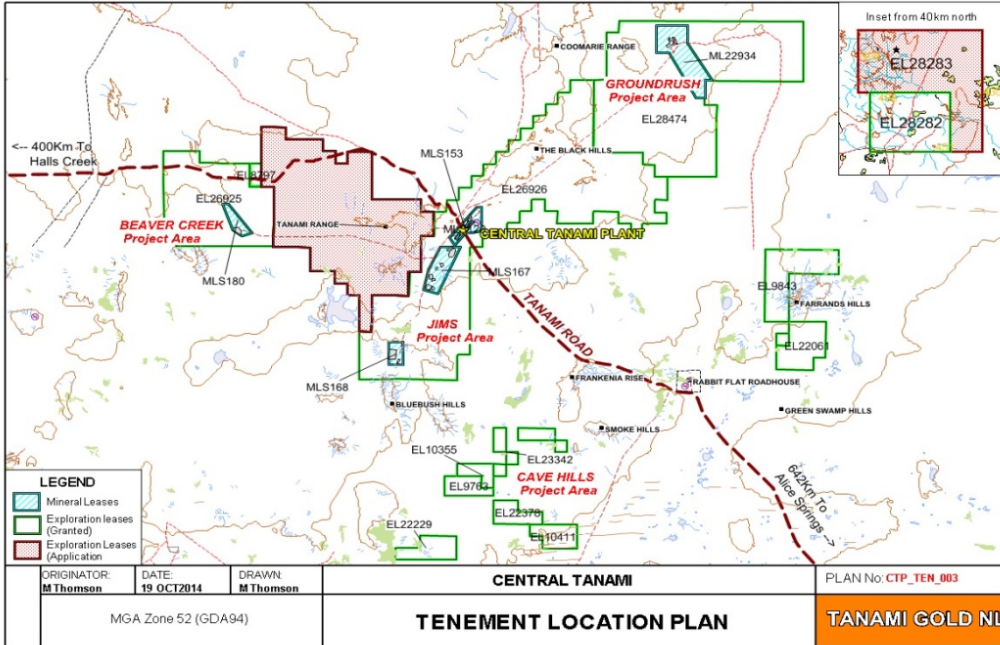 Inset from 40km north
EL28283
EL28282
COOMARIE RANGE
ML22934
GROUNDRUSH
Project Area
EL28474
<-- 400Km To
Halls Creek
MLS153
THE BLACK HILLS
EL8797
EL26925
EL26926
BEAVER CREEK
Project Area
TANAMI RANGE
CENTRAL TANAMI PLANT
MLS180
MLS167
EL9843
FARRANDS HILLS
TANAMI ROAD
JIMS
Project Area
EL22061
MLS168
FRANKENIA RISE
RABBIT FLAT ROADHOUSE
BLUEBUSH HILLS
GREEN SWAMP HILLS
SMOKE HILLS
EL10355
EL23342
EL9763
CAVE HILLS
Project Area
642Km To
Alice Springs -->
EL22378
EL22229
EL10411
LEGEND
Mineral Leases
Exploration leases
(Granted)
Exploration Leases
(Application
ORIGINATOR:
M Thomson
DATE:
19 OCT2014
DRAWN:
M Thomson
CENTRAL TANAMI
PLAN No: CTP_TEN_003
MGA Zone 52 (GDA94)
TENEMENT LOCATION PLAN
TANAMI GOLD NL